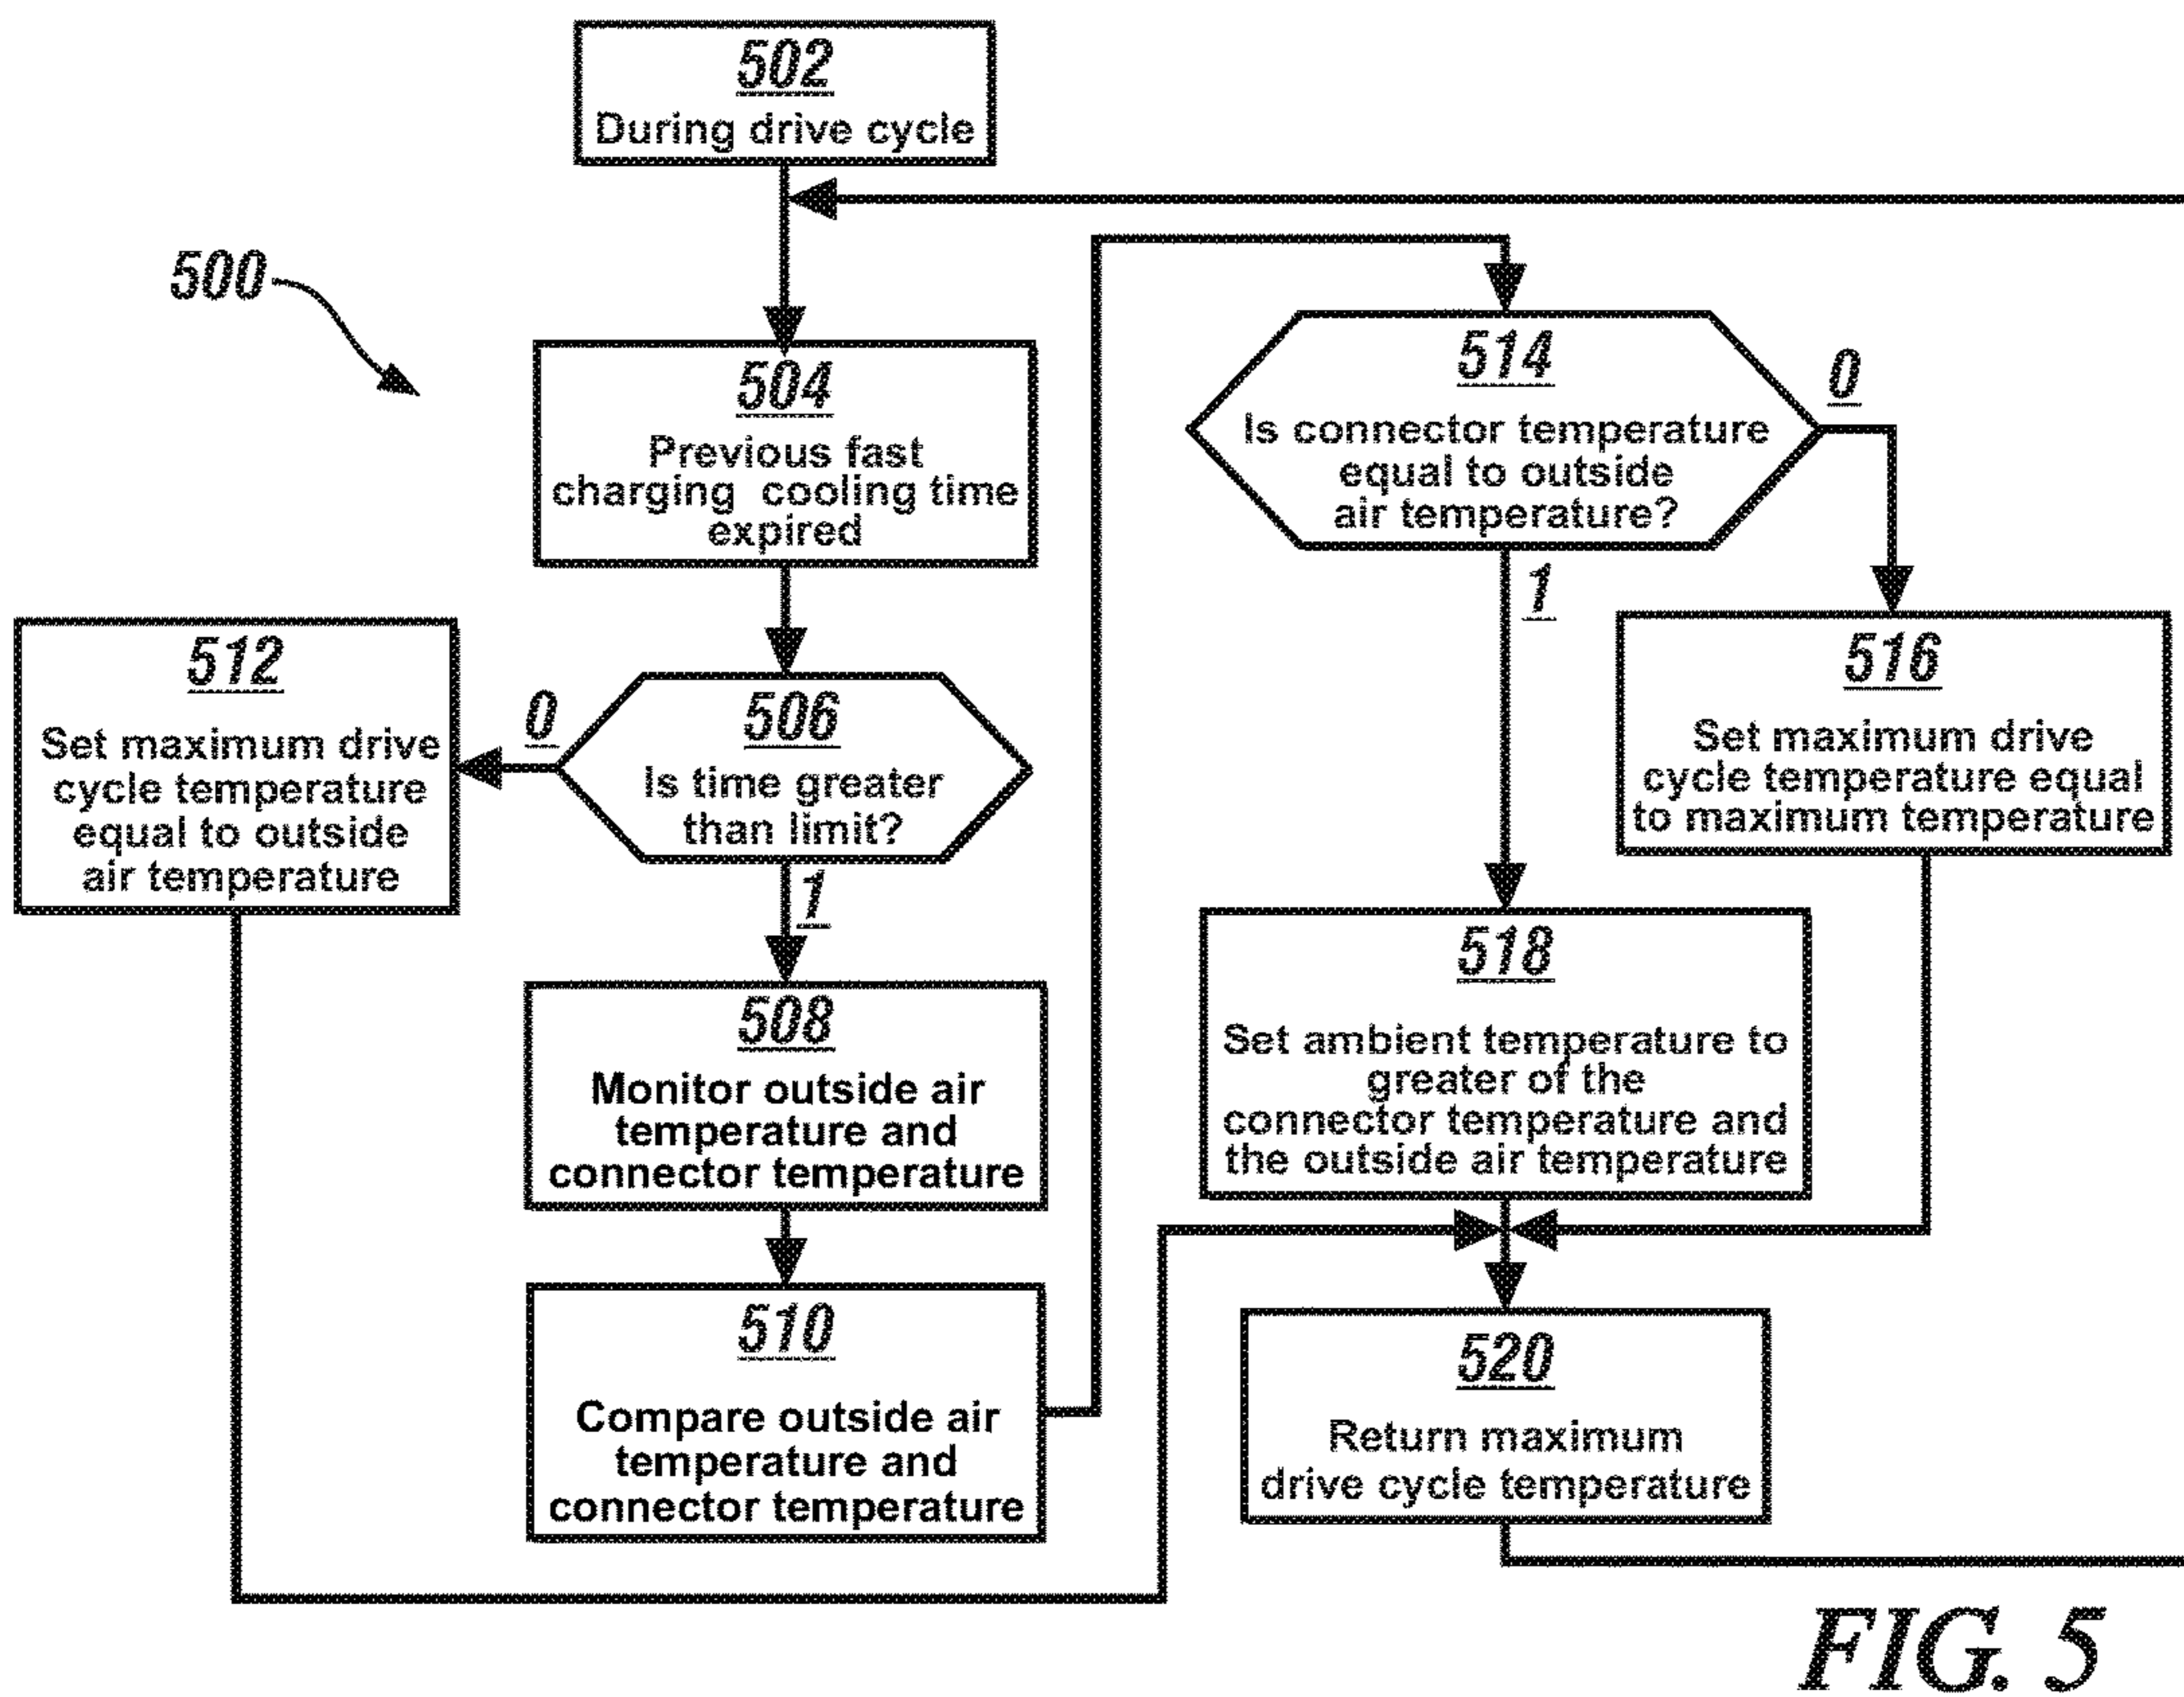 502
During drive cycle
500
504
Previous fast
charging cooling time
expired
506
Is time greater
than limit?
0
1
512
Set maximum drive
cycle temperature
equal to outside
air temperature
508
Monitor outside air
temperature and
connector temperature
510
Compare outside air
temperature and
connector temperature
514
Is connector temperature
equal to outside
air temperature?
0
1
516
Set maximum drive
cycle temperature equal
to maximum temperature
518
Set ambient temperature to
greater of the
connector temperature and
the outside air temperature
520
Return maximum
drive cycle temperature
FIG. 5